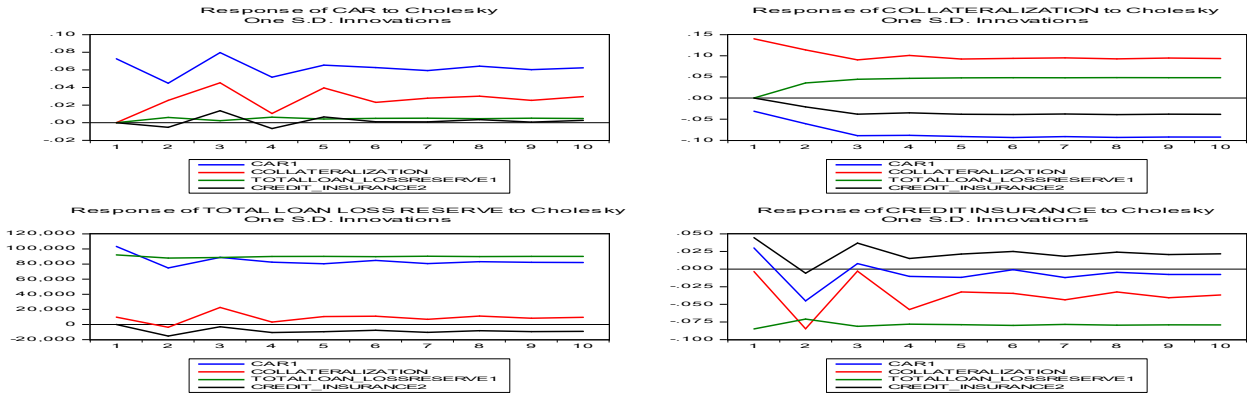 Response of CAR to Cholesky
One S.D. Innovations
.10
.08
.06
.04
.02
.00
-.02
1 2 3 4 5 6 7 8 9 10
CAR1
COLLATERALIZATION
TOTALLOAN_LOSSRESERVE1
CREDIT_INSURANCE2
Response of COLLATERALIZATION to Cholesky
One S.D. Innovations
.15
.10
.05
.00
-.05
-.10
1 2 3 4 5 6 7 8 9 10
CAR1
COLLATERALIZATION
TOTALLOAN_LOSSRESERVE1
CREDIT_INSURANCE2
Response of TOTAL LOAN LOSS RESERVE to Cholesky
One S.D. Innovations
120,000
100,000
80,000
60,000
40,000
20,000
0
-20,000
1 2 3 4 5 6 7 8 9 10
CAR1
COLLATERALIZATION
TOTALLOAN_LOSSRESERVE1
CREDIT_INSURANCE2
Response of CREDIT INSURANCE to Cholesky
One S.D. Innovations
.050
.025
.000
-.025
-.050
-.075
-.100
1 2 3 4 5 6 7 8 9 10
CAR1
COLLATERALIZATION
TOTALLOAN_LOSSRESERVE1
CREDIT_INSURANCE2